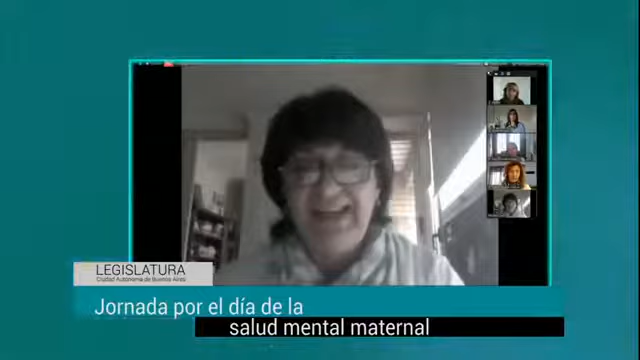 LEGISLATURA
Ciudad Autónoma de Buenos Aires
Jornada por el día de la
salud mental maternal